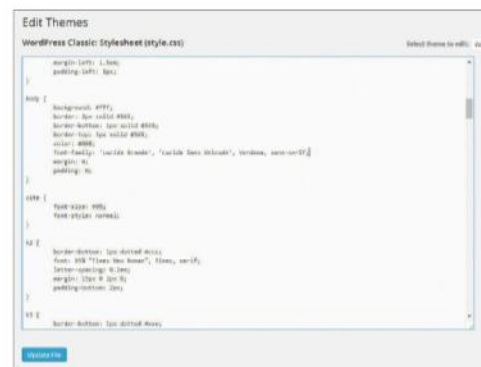 Edit Themes
WordPress Classic: Stylesheet (style.css)
Select theme to edit:
margin-left: 1.5em;
padding-left: 0px;
}
body {
background: #fff;
border: 2px solid
border-bottom: 1px solid
border-top: 3px solid
color: #000;
font-family: 'Lucida Grande', 'Lucida Sans Unicode', Verdana, sans-serif;
margin: 0;
padding: 0;
}
cite {
font-size: 90%;
font-style: normal;
}
h2 {
border-bottom: 1px dotted #ccc;
font: 95% "Times New Roman", Times, serif;
letter-spacing: 0.2em;
margin: 15px 0 2px 0;
padding-bottom: 2px;
}
h3 {
border-bottom: 1px dotted #eee;
Update File